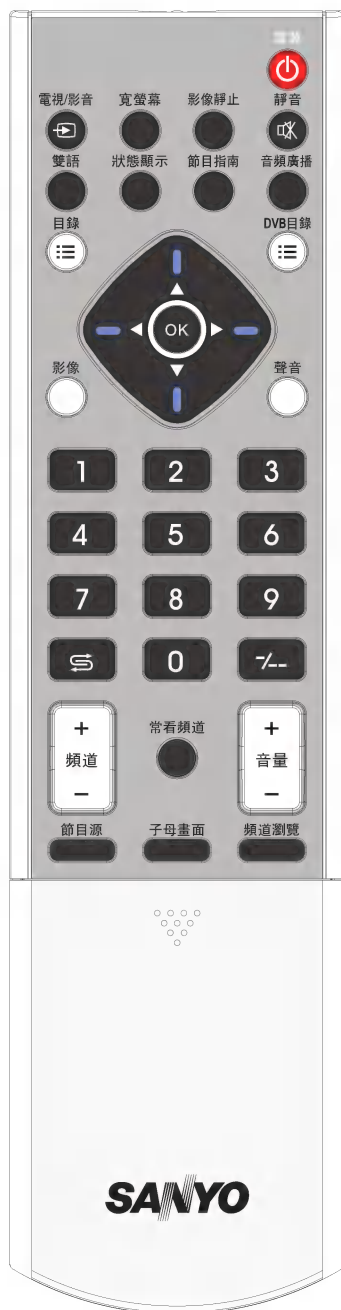 電視/影音 寬螢幕 影像靜止 靜音
雙語 狀態顯示 節目指南 音頻廣播
目錄 DVB目錄
OK
影像 聲音
1 2 3
4 5 6
7 8 9
0 -/--
+ 常看頻道 +
頻道 音量
- -
節目源 子母畫面 頻道瀏覽
SANYO